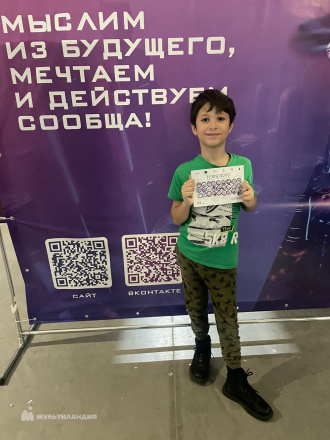 МЫСЛИМ
ИЗ БУДУЩЕГО,
МЕЧТАЕМ
И ДЕЙСТВУЕМ
СООБЩА!
САЙТ
ВКОНТАКТЕ
МУЛЬТИЛАНДИЯ